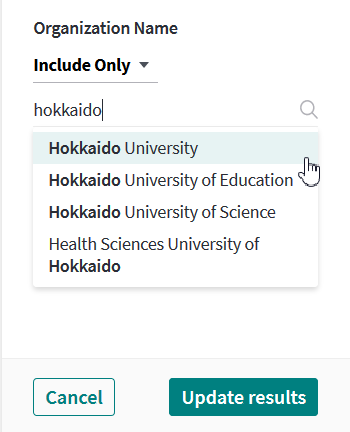 Organization Name
Include Only
hokkaido
Hokkaido University
Hokkaido University of Education
Hokkaido University of Science
Health Sciences University of
Hokkaido
Cancel
Update results